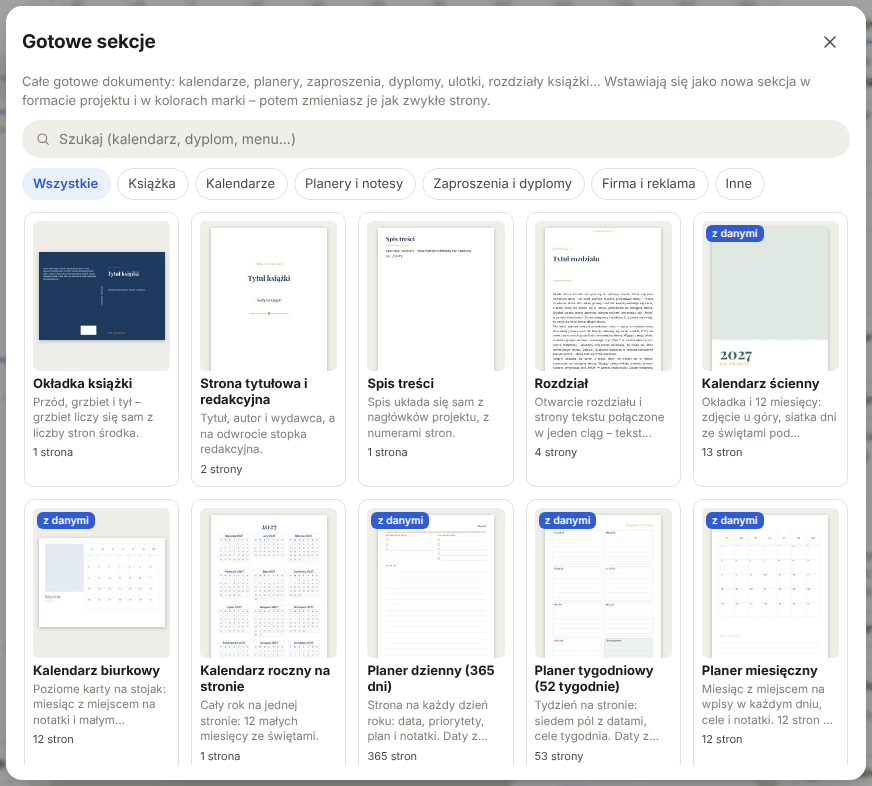 Gotowe sekcje
Całe gotowe dokumenty: kalendarze, planery, zaproszenia, dyplomy, ulotki, rozdziały książki... Wstawiają się jako nowa sekcja w
formacie projektu i w kolorach marki – potem zmieniasz je jak zwykłe strony.
Szukaj (kalendarz, dyplom, menu...)
Wszystkie
Książka
Kalendarze
Planery i notesy
Zaproszenia i dyplomy
Firma i reklama
Inne
Tytuł książki
Okładka książki
Przód, grzbiet i tył –
grzbiet liczy się sam z
liczby stron środka.
1 strona
Tytuł książki
Strona tytułowa i
redakcyjna
Tytuł, autor i wydawca, a
na odwrocie stopka
redakcyjna.
2 strony
Spis treści
Spis treści
Spis układa się sam z
nagłówków projektu, z
numerami stron.
1 strona
Tytuł rozdziału
Rozdział
Otwarcie rozdziału i
strony tekstu połączone
w jeden ciąg – tekst...
4 strony
z danymi
2027
Kalendarz ścienny
Okładka i 12 miesięcy:
zdjęcie u góry, siatka dni
ze świętami pod...
13 stron
z danymi
Kalendarz biurkowy
Poziome karty na stojak:
miesiąc z miejscem na
notatki i małym...
12 stron
2027
Kalendarz roczny na
stronie
Cały rok na jednej
stronie: 12 małych
miesięcy ze świętami.
1 strona
z danymi
Planer dzienny (365
dni)
Strona na każdy dzień
roku: data, priorytety,
plan i notatki. Daty z...
365 stron
z danymi
Planer tygodniowy
(52 tygodnie)
Tydzień na stronie:
siedem pól z datami,
cele tygodnia. Daty z...
53 strony
z danymi
Planer miesięczny
Miesiąc z miejscem na
wpisy w każdym dniu,
cele i notatki. 12 stron ...
12 stron